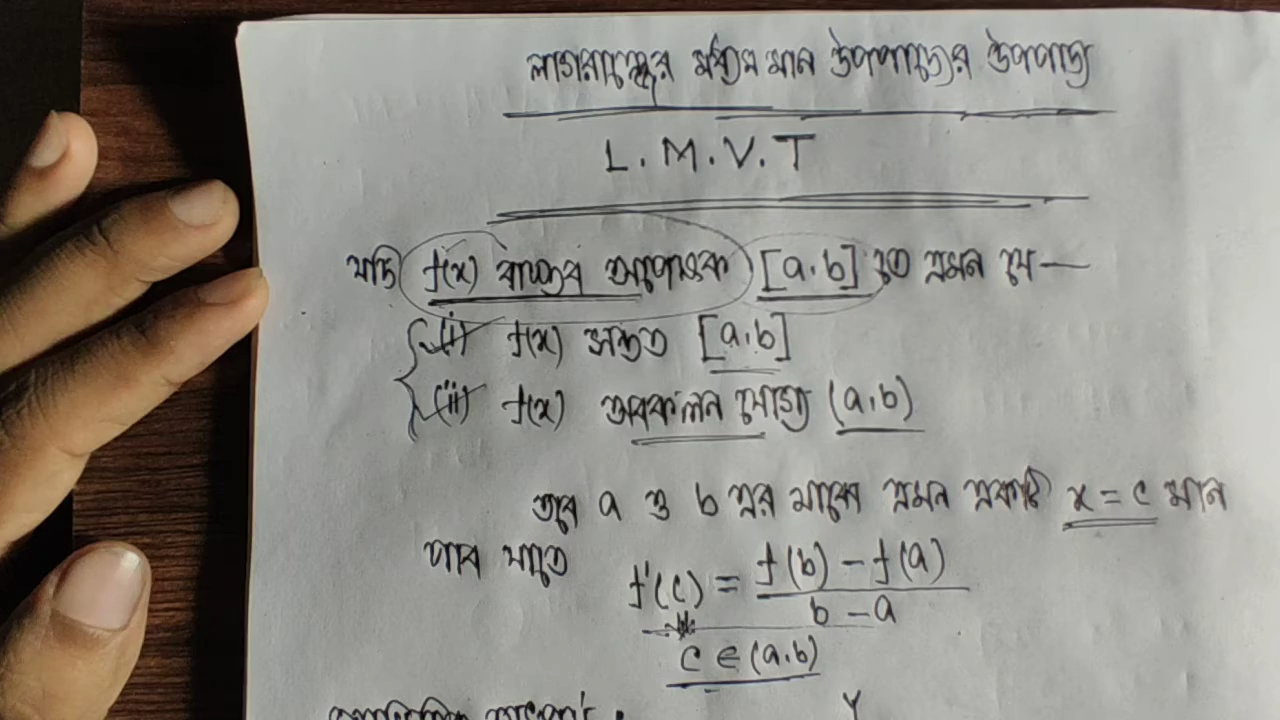 লাগরাঞ্জের মধ্যম মান উপপাদ্যের উপপাদ্য
L.M.V.T
যদি f(x) বাস্তব অপেক্ষক [a,b] তে এমন যে—
(i) f(x) সন্তত [a,b]
(ii) f(x) অবকলন যোগ্য (a,b)
তবে a ও b এর মাঝে এমন একটি x = c মান
পাব যাতে f'(c) = f(b) - f(a) / b - a
c ∈ (a,b)
Y